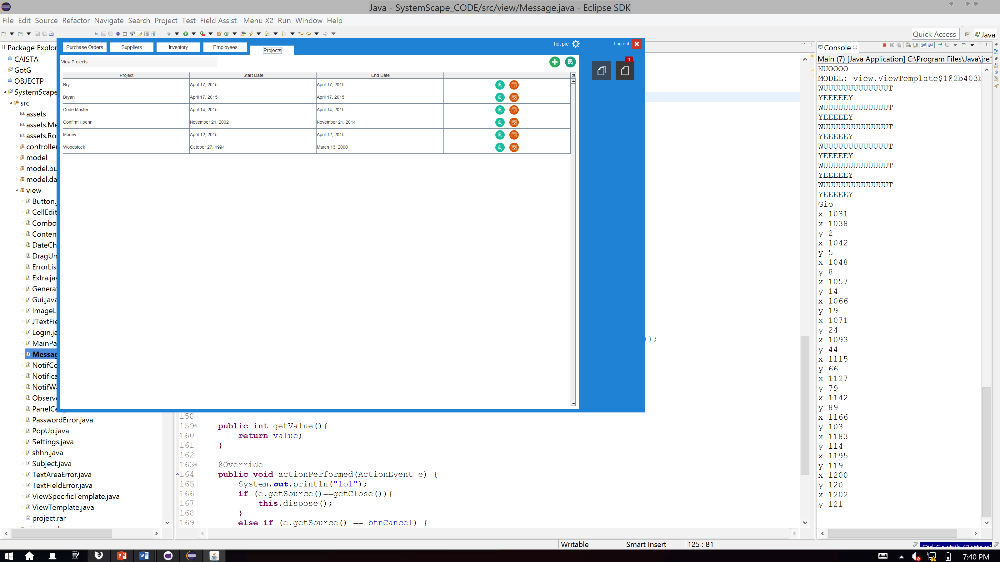 Java - SystemScape_CODE/src/view/Message.java - Eclipse SDK
File Edit Source Refactor Navigate Search Project Test Field Assist Menu X2 Run Window Help
Quick Access
Java
Package Explor
CAISTA
GotG
OBJECTP
SystemScape
src
assets
assets.Me
assets.Ro
controller
model
model.bu
model.da
view
Button.
CellEdit
Combo
Conten
DateCh
DragUn
ErrorLis
Extra.jav
Genera
Gui.java
ImageL
JTextFie
Login.ja
MainPa
Messag
NotifCo
Notifica
NotifWa
Observe
PanelCe
PasswordError.java
PopUp.java
Settings.java
shhh.java
Subject.java
TextAreaError.java
TextFieldError.java
ViewSpecificTemplate.java
ViewTemplate.java
project.rar
Purchase Orders Suppliers Inventory Employees Projects
hot pie
Log out
1
View Projects
Project Start Date End Date
Bry April 17, 2015 April 17, 2015
Bryan April 17, 2015 April 17, 2015
Code Master April 14, 2015 April 14, 2015
Confirm Hoenn November 21, 2002 November 21, 2014
Money April 12, 2015 April 12, 2015
Woodstock October 27, 1994 March 13, 2000
));
158
159 public int getValue(){
160 return value;
161 }
162
163 @Override
164 public void actionPerformed(ActionEvent e) {
165 System.out.println("lol");
166 if (e.getSource()==getClose()){
167 this.dispose();
168 }
169 else if (e.getSource() == btnCancel) {
Console
Main (7) [Java Application] C:\Program Files\Java\jre1
NUOOOO
MODEL: view.ViewTemplate$1@2b403b
WUUUUUUUUUUUUUT
YEEEEEY
WUUUUUUUUUUUUUT
YEEEEEY
WUUUUUUUUUUUUUT
YEEEEEY
WUUUUUUUUUUUUUT
YEEEEEY
WUUUUUUUUUUUUUT
YEEEEEY
WUUUUUUUUUUUUUT
YEEEEEY
Gio
x 1031
x 1038
y 2
x 1042
y 5
x 1048
y 8
x 1057
y 14
x 1066
y 19
x 1071
y 24
x 1093
y 44
x 1115
y 66
x 1127
y 79
x 1142
y 89
x 1166
y 103
x 1183
y 114
x 1195
y 119
x 1200
y 120
x 1202
y 121
Writable Smart Insert 125 : 81
Ctrl Contrib (Bottom)
7:40 PM